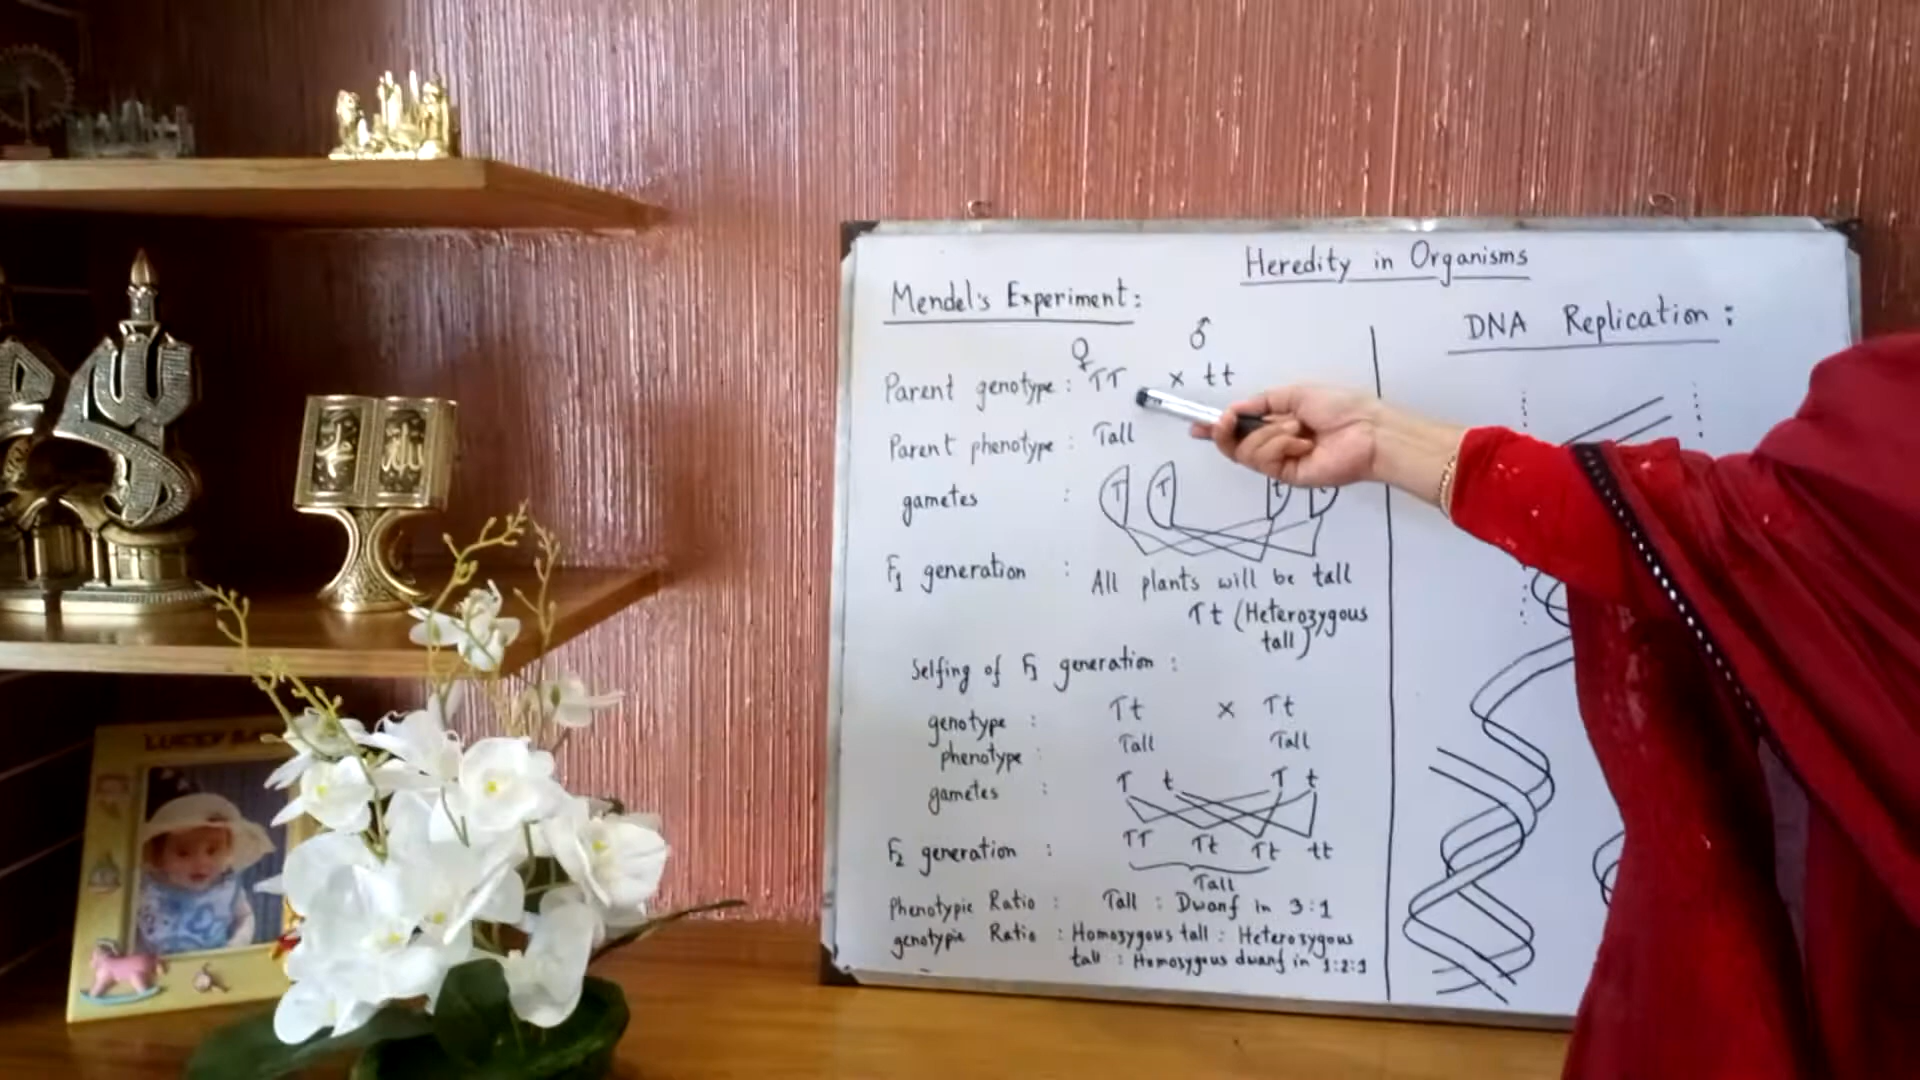 Heredity in Organisms
Mendel's Experiment:
♀ ♂
Parent genotype : TT x tt
Parent phenotype : Tall
gametes : T T t t
F1 generation : All plants will be tall
Tt (Heterozygous
tall)
Selfing of F1 generation :
genotype : Tt x Tt
phenotype : Tall Tall
gametes : T t T t
F2 generation : TT Tt Tt tt
Tall
Phenotypic Ratio : Tall : Dwarf in 3:1
genotypic Ratio : Homozygous tall : Heterozygous
tall : Homozygous dwarf in 1:2:1
DNA Replication :
محمد
الله